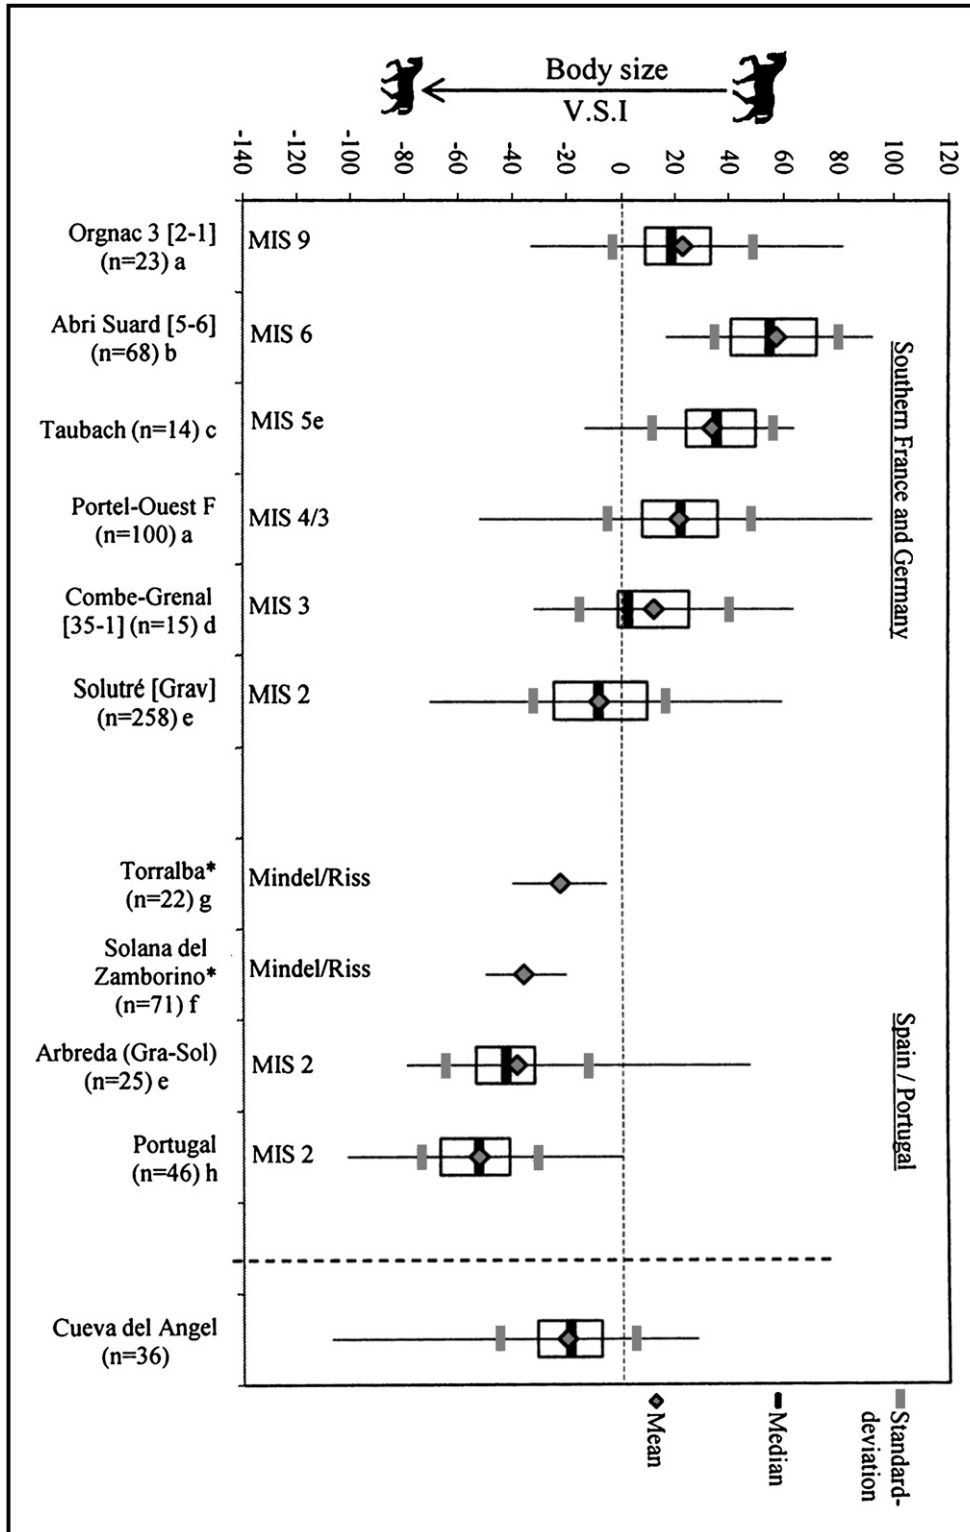 Body size
V.S.I
-140
-120
-100
-80
-60
-40
-20
0
20
40
60
80
100
120
Southern France and Germany
Orgnac 3 [2-1]
(n=23) a
MIS 9
Abri Suard [5-6]
(n=68) b
MIS 6
Taubach (n=14) c
MIS 5e
Portel-Ouest F
(n=100) a
MIS 4/3
Combe-Grenal
[35-1] (n=15) d
MIS 3
Solutré [Grav]
(n=258) e
MIS 2
Spain / Portugal
Torralba*
(n=22) g
Mindel/Riss
Solana del
Zamborino*
(n=71) f
Mindel/Riss
Arbreda (Gra-Sol)
(n=25) e
MIS 2
Portugal
(n=46) h
MIS 2
Cueva del Angel
(n=36)
Standard-
deviation
Median
Mean